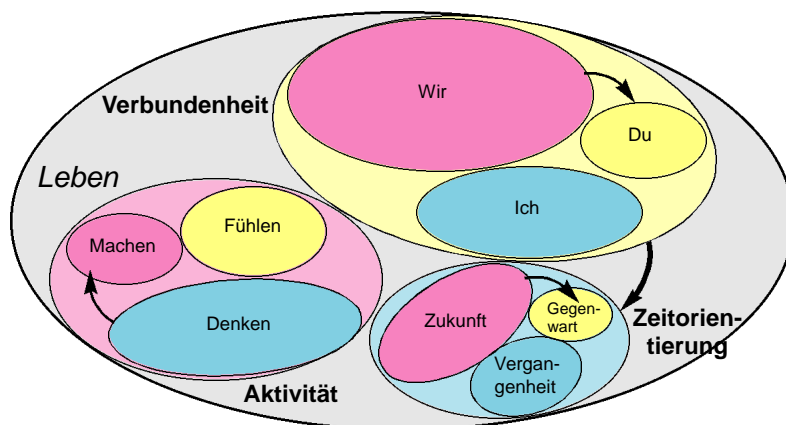 Wir
Verbundenheit
Du
Leben
Ich
Fühlen
Machen
Denken
Zukunft
Gegen-
wart
Zeitorien-
tierung
Vergan-
genheit
Aktivität